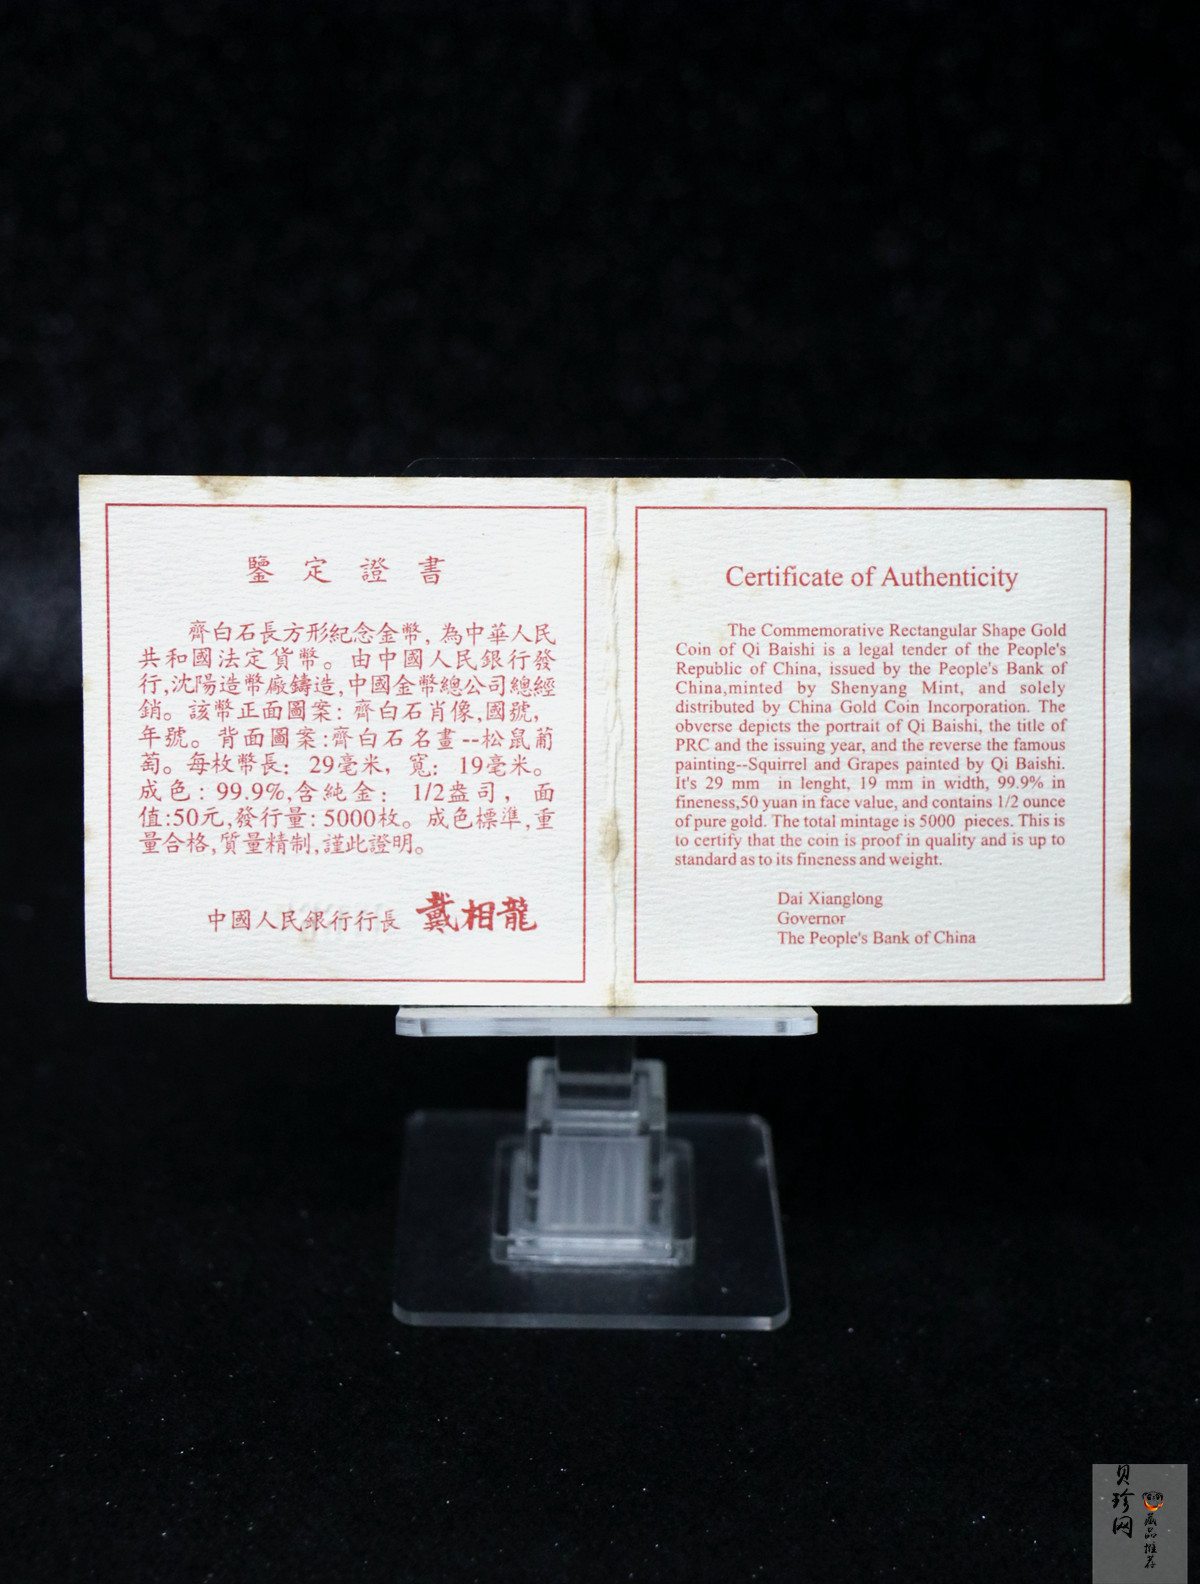 鑒定證書
齊白石長方形紀念金幣，為中華人民
共和國法定貨幣。由中國人民銀行發
行,沈陽造幣廠鑄造,中國金幣總公司總經
銷。該幣正面圖案：齊白石肖像,國號，
年號。背面圖案:齊白石名畫--松鼠葡
萄。每枚幣長：29毫米，寬：19毫米。
成色：99.9%,含純金：1/2盎司，面
值:50元,發行量：5000枚。成色標準,重
量合格,質量精制,謹此證明。
中國人民銀行行長 戴相龍
Certificate of Authenticity
The Commemorative Rectangular Shape Gold
Coin of Qi Baishi is a legal tender of the People's
Republic of China, issued by the People's Bank of
China,minted by Shenyang Mint, and solely
distributed by China Gold Coin Incorporation. The
obverse depicts the portrait of Qi Baishi, the title of
PRC and the issuing year, and the reverse the famous
painting--Squirrel and Grapes painted by Qi Baishi.
It's 29 mm in lenght, 19 mm in width, 99.9% in
fineness,50 yuan in face value, and contains 1/2 ounce
of pure gold. The total mintage is 5000 pieces. This is
to certify that the coin is proof in quality and is up to
standard as to its fineness and weight.
Dai Xianglong
Governor
The People's Bank of China
贝珍网
藏品推荐